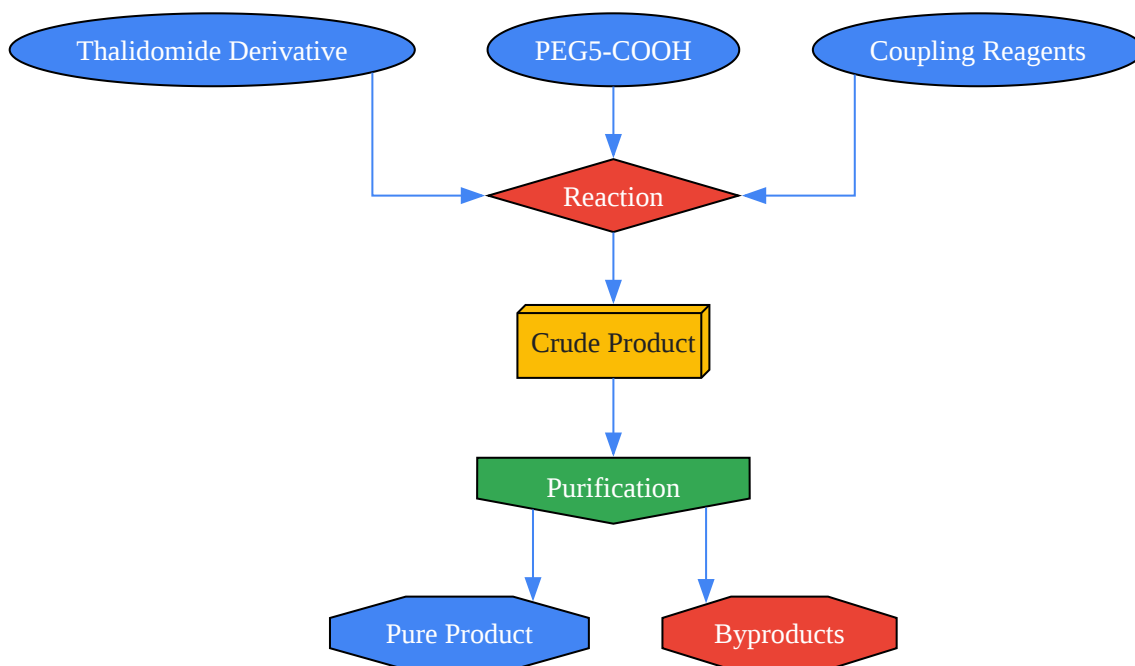 Thalidomide Derivative
PEG5-COOH
Coupling Reagents
Reaction
Crude Product
Purification
Pure Product
Byproducts